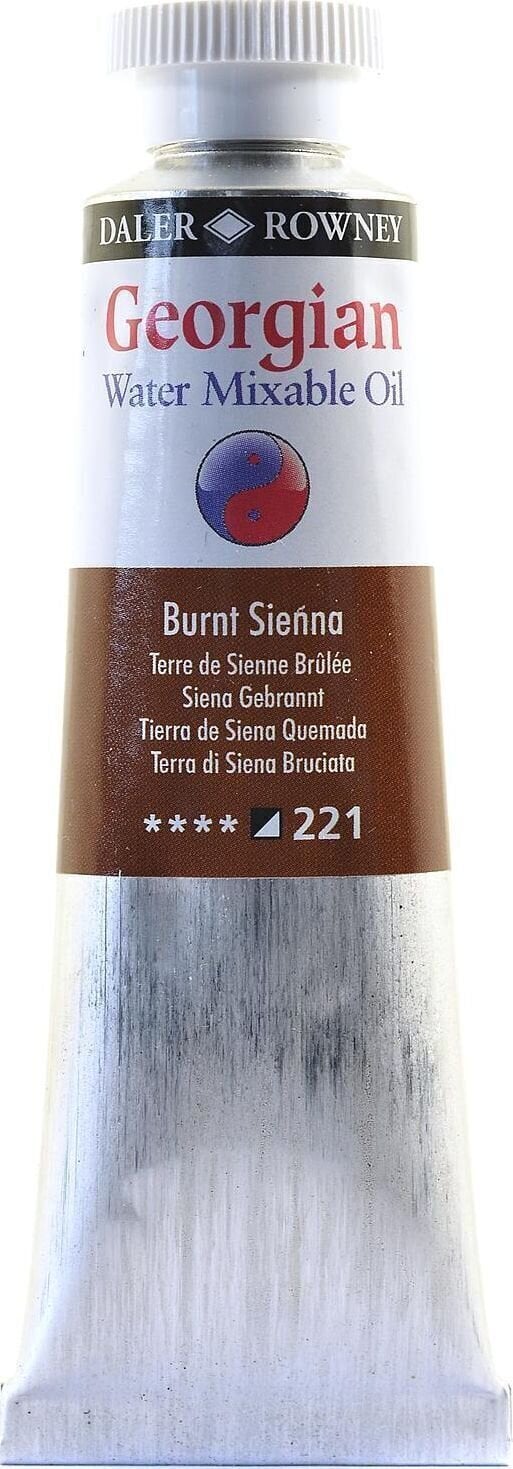 DALER ROWNEY
Georgian
Water Mixable Oil
Burnt Sienna
Terre de Sienne Brûlée
Siena Gebrannt
Tierra de Siena Quemada
Terra di Siena Bruciata
**** 221